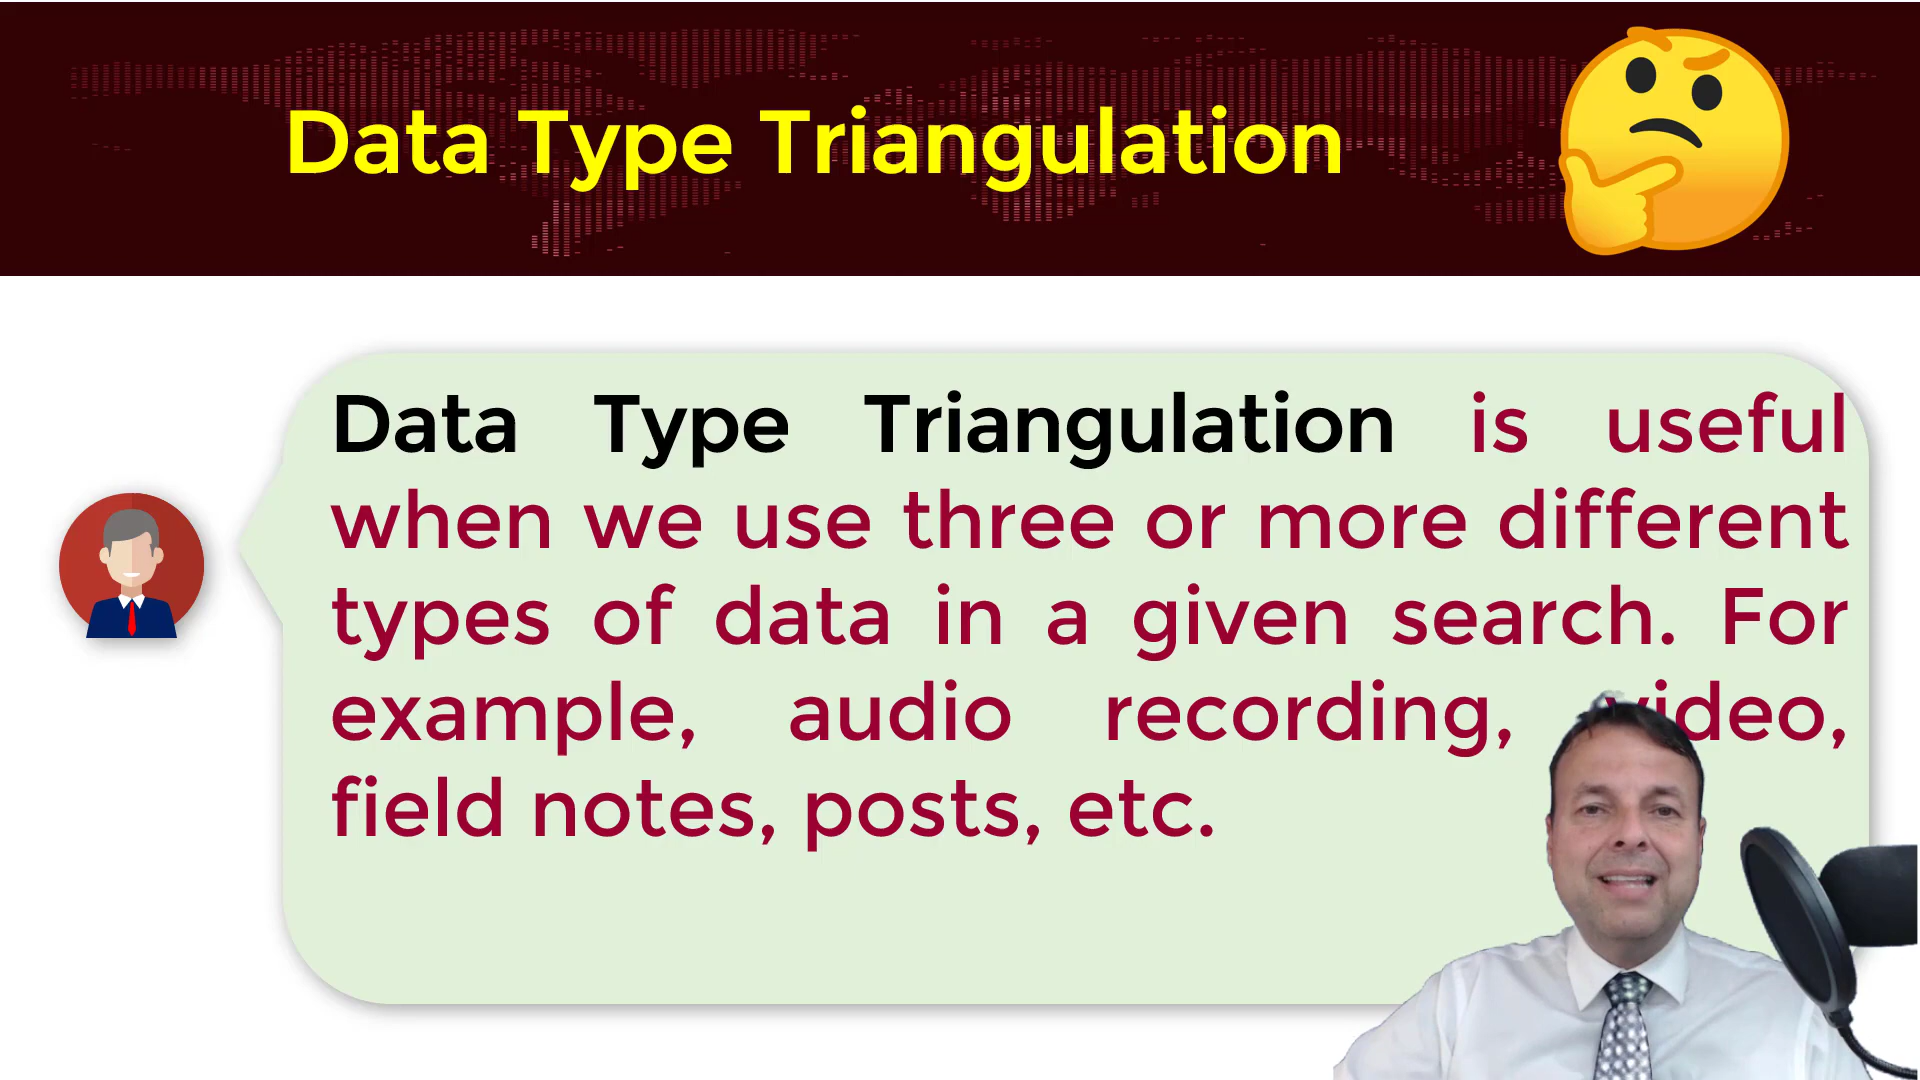 Data Type Triangulation
Data Type Triangulation is useful
when we use three or more different
types of data in a given search. For
example, audio recording, video,
field notes, posts, etc.